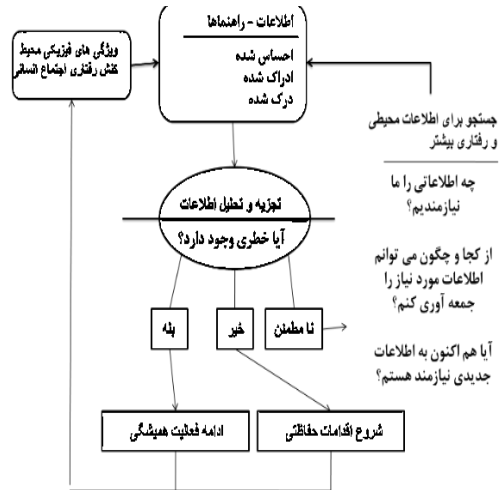 اطلاعات - راهنماها
احساس شده
ادراک شده
درک شده
ویژگی های فیزیکی محیط
کنش رفتاری اجتماع انسانی
جستجو برای اطلاعات محیطی
و رفتاری بیشتر
چه اطلاعاتی را ما
نیازمندیم؟
از کجا و چگون می توانم
اطلاعات مورد نیاز را
جمعه آوری کنم؟
آیا هم اکنون به اطلاعات
جدیدی نیازمند هستم؟
تجزیه و تحلیل اطلاعات
آیا خطری وجود دارد؟
نا مطمئن
خیر
بله
شروع اقدامات حفاظتی
ادامه فعالیت همیشگی